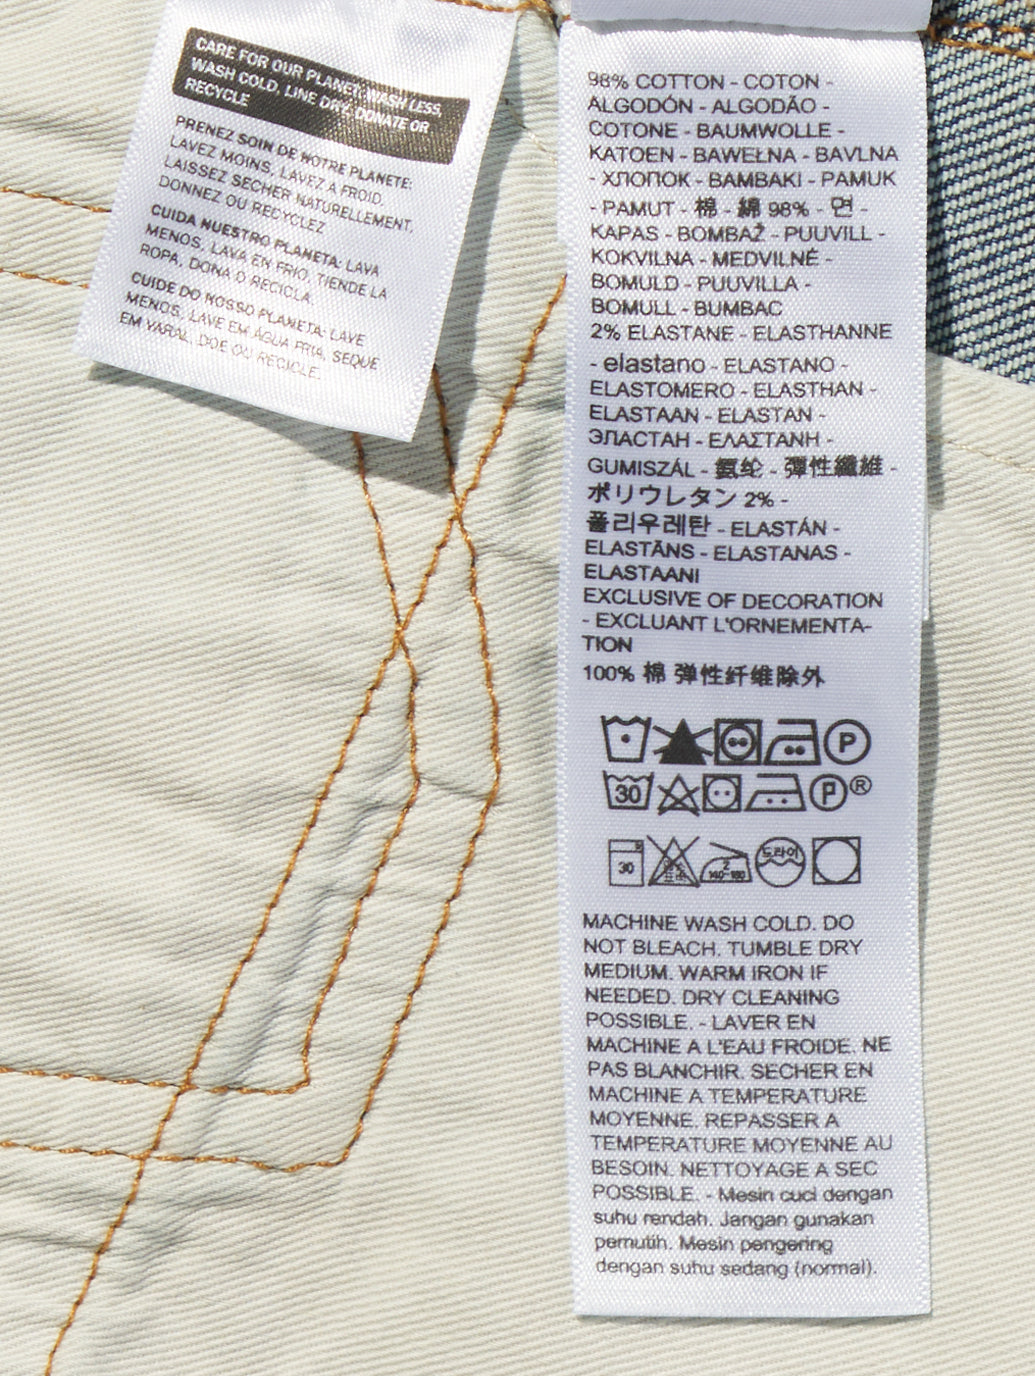 CARE FOR OUR PLANET: WASH LESS,
WASH COLD, LINE DRY, DONATE OR
RECYCLE
PRENEZ SOIN DE NOTRE PLANETE:
LAVEZ MOINS, LAVEZ A FROID,
LAISSEZ SECHER NATURELLEMENT,
DONNEZ OU RECYCLEZ
CUIDA NUESTRO PLANETA: LAVA
MENOS, LAVA EN FRIO, TIENDE LA
ROPA, DONA O RECICLA.
CUIDE DO NOSSO PLANETA: LAVE
MENOS, LAVE EM ÁGUA FRIA, SEQUE
EM VARAL, DOE OU RECICLE.
98% COTTON - COTON -
ALGODÓN - ALGODÃO -
COTONE - BAUMWOLLE -
KATOEN - BAWEŁNA - BAVLNA
- ХЛОПОК - BAMBAKI - PAMUK
- PAMUT - 棉 - 綿 98% - 면 -
KAPAS - BOMBAŽ - PUUVILL -
KOKVILNA - MEDVILNĖ -
BOMULD - PUUVILLA -
BOMULL - BUMBAC
2% ELASTANE - ELASTHANNE
- elastano - ELASTANO -
ELASTOMERO - ELASTHAN -
ELASTAAN - ELASTAN -
ЭЛАСТАН - ΕΛΑΣΤΑΝΗ -
GUMISZÁL - 氨纶 - 彈性纖維 -
ポリウレタン 2% -
폴리우레탄 - ELASTÁN -
ELASTĀNS - ELASTANAS -
ELASTAANI
EXCLUSIVE OF DECORATION
- EXCLUANT L'ORNEMENTA-
TION
100% 棉 弹性纤维除外
P
30 P ®
30 2 140-160 드라이
MACHINE WASH COLD. DO
NOT BLEACH. TUMBLE DRY
MEDIUM. WARM IRON IF
NEEDED. DRY CLEANING
POSSIBLE. - LAVER EN
MACHINE A L'EAU FROIDE. NE
PAS BLANCHIR. SECHER EN
MACHINE A TEMPERATURE
MOYENNE. REPASSER A
TEMPERATURE MOYENNE AU
BESOIN. NETTOYAGE A SEC
POSSIBLE. - Mesin cuci dengan
suhu rendah. Jangan gunakan
pemutih. Mesin pengering
dengan suhu sedang (normal).